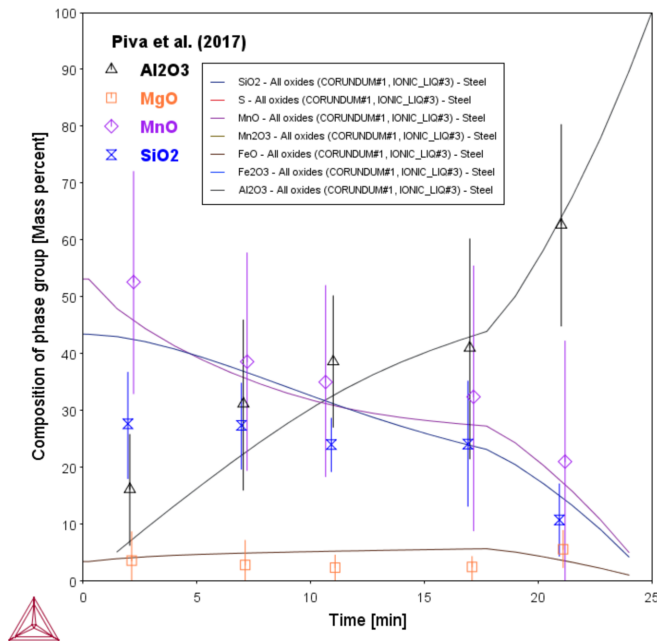 Piva et al. (2017)
Al2O3
MgO
MnO
SiO2
SiO2 - All oxides (CORUNDUM#1, IONIC_LIQ#3) - Steel
S - All oxides (CORUNDUM#1, IONIC_LIQ#3) - Steel
MnO - All oxides (CORUNDUM#1, IONIC_LIQ#3) - Steel
Mn2O3 - All oxides (CORUNDUM#1, IONIC_LIQ#3) - Steel
FeO - All oxides (CORUNDUM#1, IONIC_LIQ#3) - Steel
Fe2O3 - All oxides (CORUNDUM#1, IONIC_LIQ#3) - Steel
Al2O3 - All oxides (CORUNDUM#1, IONIC_LIQ#3) - Steel
Composition of phase group [Mass percent]
100
90
80
70
60
50
40
30
20
10
0
0 5 10 15 20 25
Time [min]